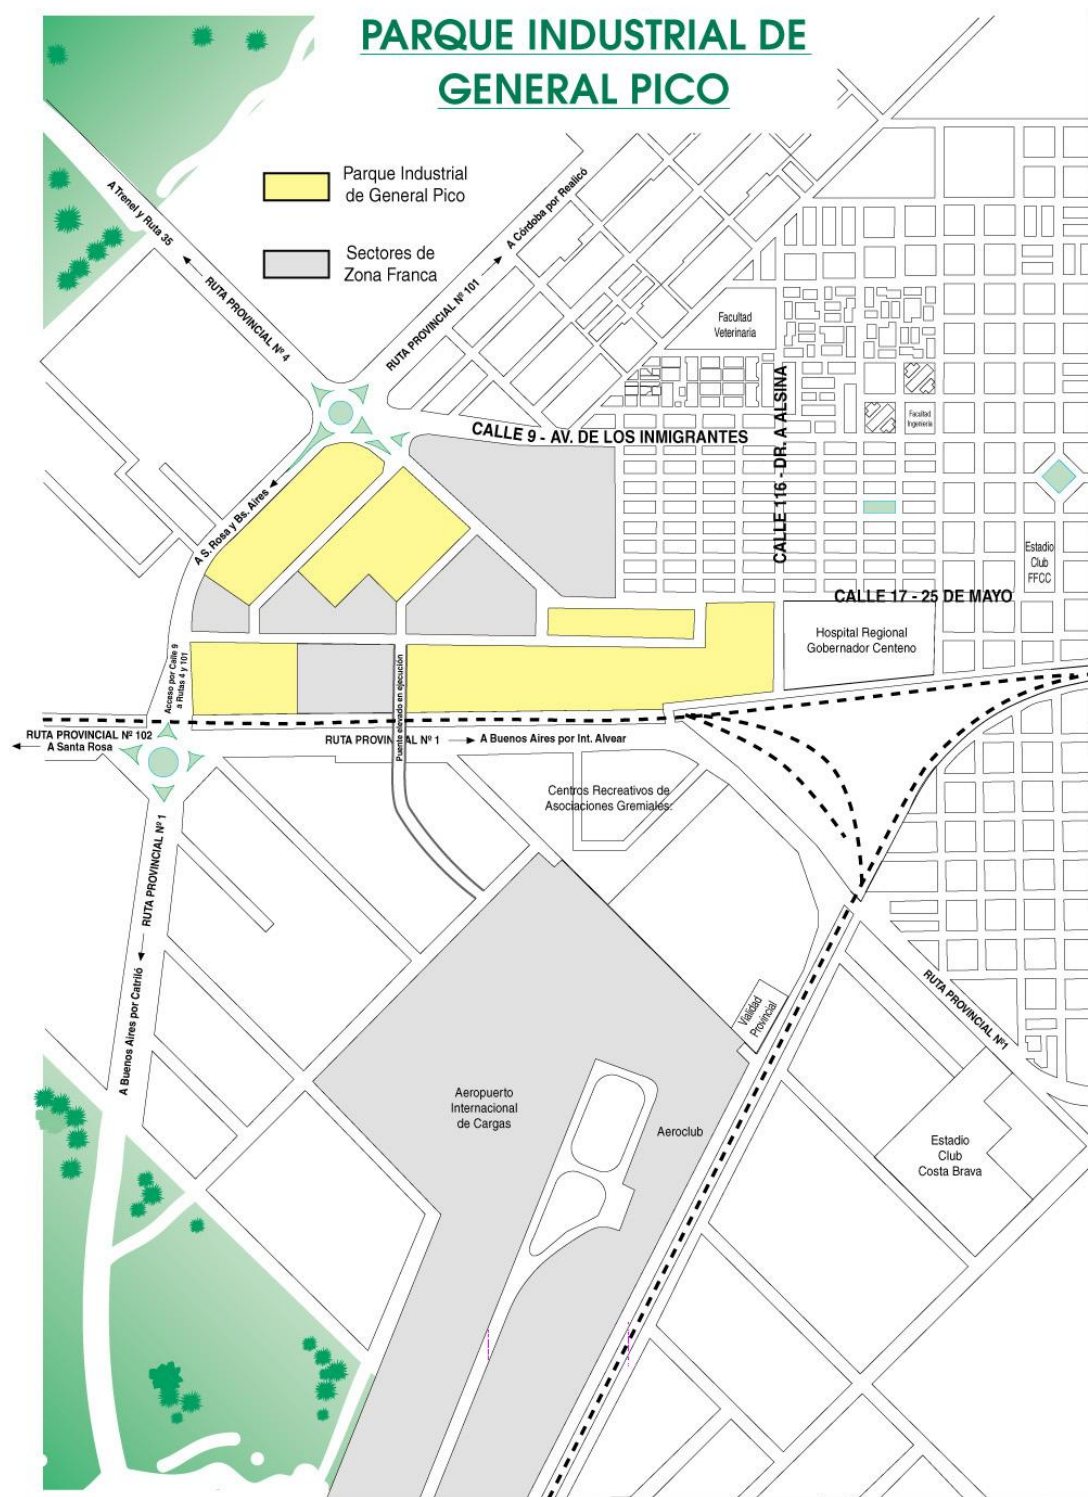 PARQUE INDUSTRIAL DE
GENERAL PICO
Parque Industrial
de General Pico
Sectores de
Zona Franca
A Trenel y Ruta 35
RUTA PROVINCIAL Nº 4
A Córdoba por Realicó
RUTA PROVINCIAL Nº 101
Facultad
Veterinaria
CALLE 9 - AV. DE LOS INMIGRANTES
CALLE 116 - DR. A ALSINA
Facultad
Ingeniería
A S. Rosa y Bs. Aires
Estadio
Club
FFCC
CALLE 17 - 25 DE MAYO
Hospital Regional
Gobernador Centeno
Acceso por Calle 9
a Rutas 4 y 101
Puente elevado en ejecución
RUTA PROVINCIAL Nº 102
A Santa Rosa
RUTA PROVINCIAL Nº 1
A Buenos Aires por Int. Alvear
Centros Recreativos de
Asociaciones Gremiales.
RUTA PROVINCIAL Nº 1
A Buenos Aires por Catriló
Vialidad
Provincial
RUTA PROVINCIAL Nº1
Aeropuerto
Internacional
de Cargas
Aeroclub
Estadio
Club
Costa Brava